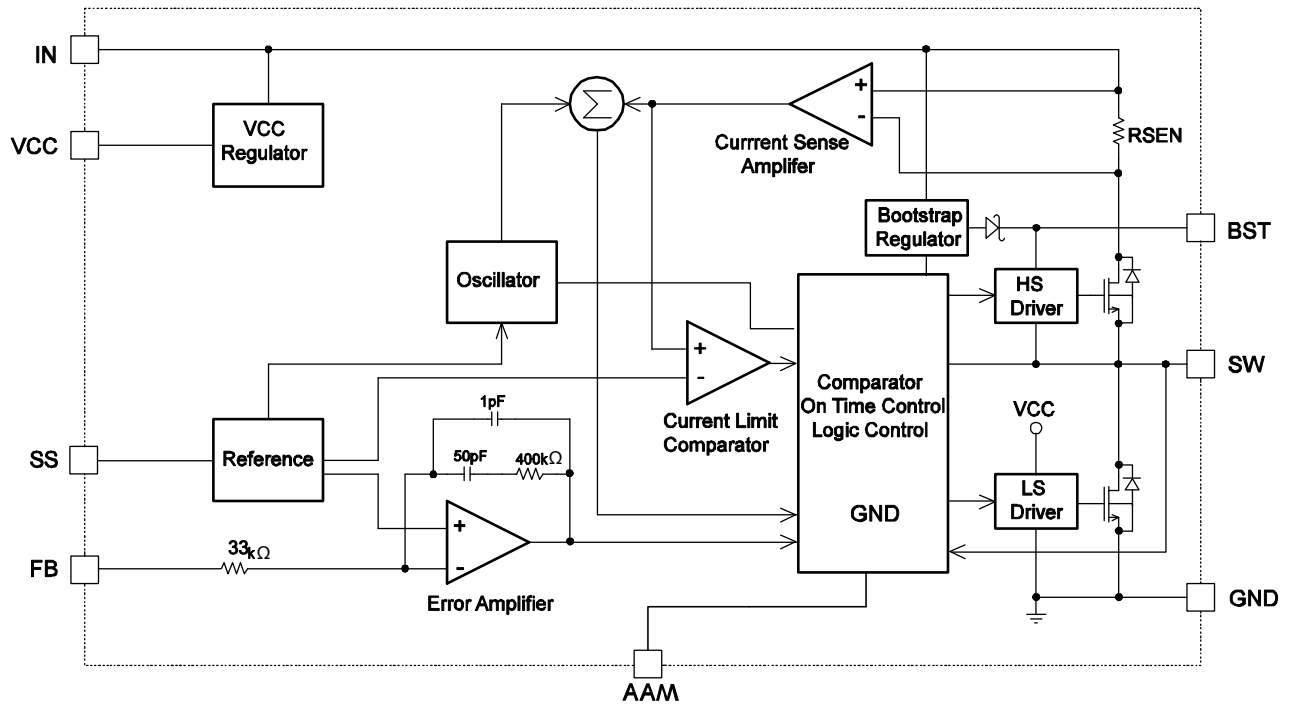 IN
VCC
VCC
Regulator
Σ
+
-
Currrent Sense
Amplifer
RSEN
Bootstrap
Regulator
BST
Oscillator
HS
Driver
+
-
Current Limit
Comparator
Comparator
On Time Control
Logic Control
GND
SW
VCC
1pF
50pF
400kΩ
SS
Reference
LS
Driver
33kΩ
FB
+
-
Error Amplifier
GND
AAM